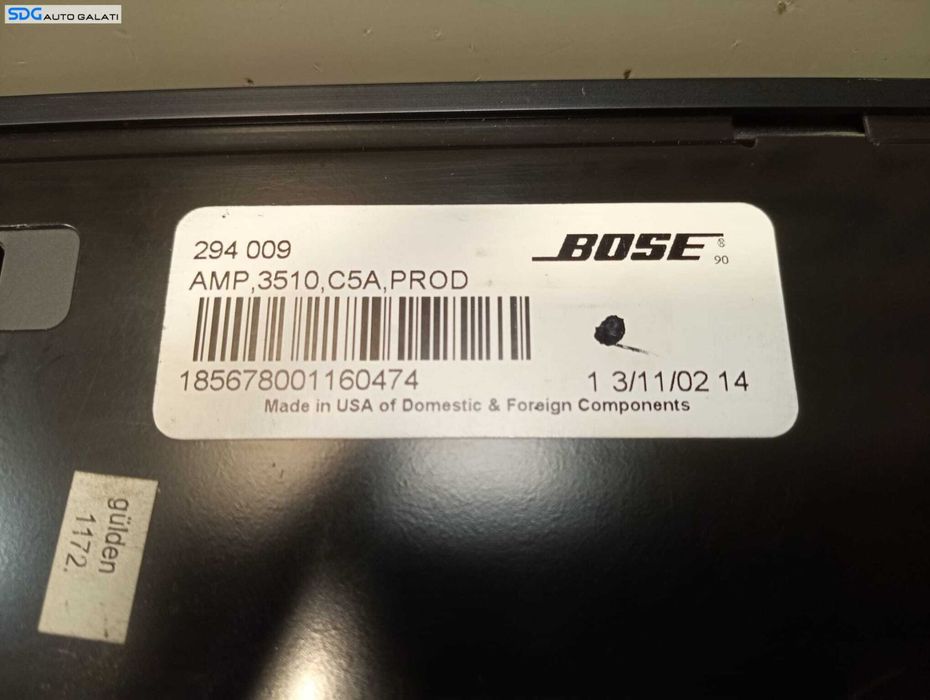 SDG AUTO GALATI
294 009
BOSE ® 90
AMP,3510,C5A,PROD
185678001160474
1 3/11/02 14
Made in USA of Domestic & Foreign Components
gülden
1172.